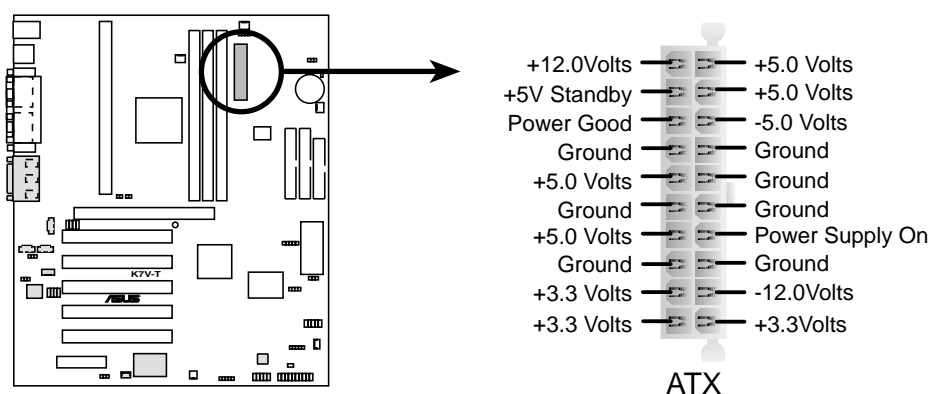 +12.0Volts +5.0 Volts
+5V Standby +5.0 Volts
Power Good -5.0 Volts
Ground Ground
+5.0 Volts Ground
Ground Ground
+5.0 Volts Power Supply On
Ground Ground
+3.3 Volts -12.0Volts
+3.3 Volts +3.3Volts
ATX
K7V-T
ASUS